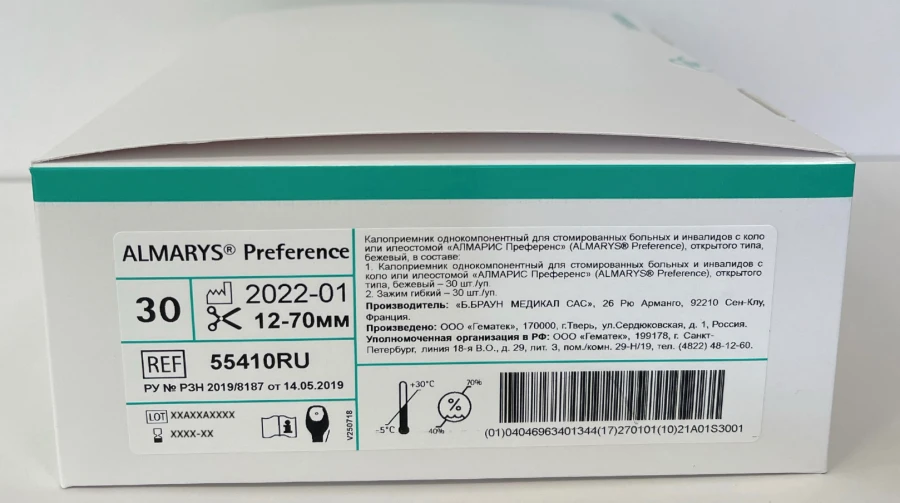 ALMARYS® Preference
30
2022-01
12-70мм
REF 55410RU
РУ № РЗН 2019/8187 от 14.05.2019
LOT XXAXXAXXXX
XXXX-XX
V250718
Калоприемник однокомпонентный для стомированных больных и инвалидов с коло
или илеостомой «АЛМАРИС Преференс» (ALMARYS® Preference), открытого типа,
бежевый, в составе:
1. Калоприемник однокомпонентный для стомированных больных и инвалидов с
коло или илеостомой «АЛМАРИС Преференс» (ALMARYS® Preference), открытого
типа, бежевый – 30 шт./уп.
2. Зажим гибкий – 30 шт./уп.
Производитель: «Б.БРАУН МЕДИКАЛ САС», 26 Рю Арманго, 92210 Сен-Клу,
Франция.
Произведено: ООО «Гематек», 170000, г.Тверь, ул.Сердюковская, д. 1, Россия.
Уполномоченная организация в РФ: ООО «Гематек», 199178, г. Санкт-
Петербург, линия 18-я В.О., д. 29, лит. З, пом./комн. 29-Н/19, тел. (4822) 48-12-60.
+30°C
-5°C
70%
%
40%
(01)04046963401344(17)270101(10)21A01S3001